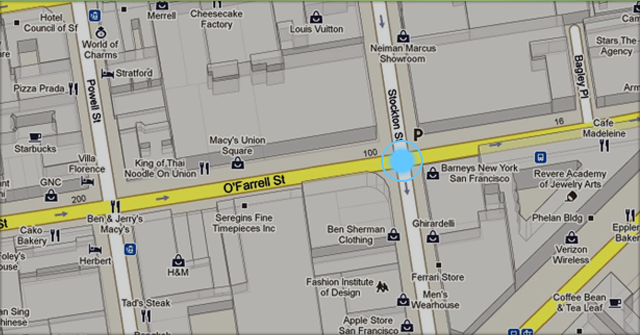 Hotel
Council of Sf
Merrell
Cheesecake
Factory
Louis Vuitton
World of
Charms
Neiman Marcus
Showroom
Stars The
Agency
Stratford
Pizza Prada
Powell St
Stockton St
Bagley Pl
P
16
Cafe
Madeleine
Starbucks
Macy's Union
Square
100
Villa
Florence
King of Thai
Noodle On Union
GNC
O'Farrell St
Barneys New York
San Francisco
Revere Academy
of Jewelry Arts
200
St
Ben & Jerry's
Macy's
Seregins Fine
Timepieces Inc
Phelan Bldg
Cako
Bakery
Ben Sherman
Clothing
Ghirardelli
Herbert
H&M
Verizon
Wireless
Ferrari Store
Fashion Institute
of Design
Men's
Wearhouse
Tad's Steak
Apple Store
San Francisco
Coffee Bean
& Tea Leaf